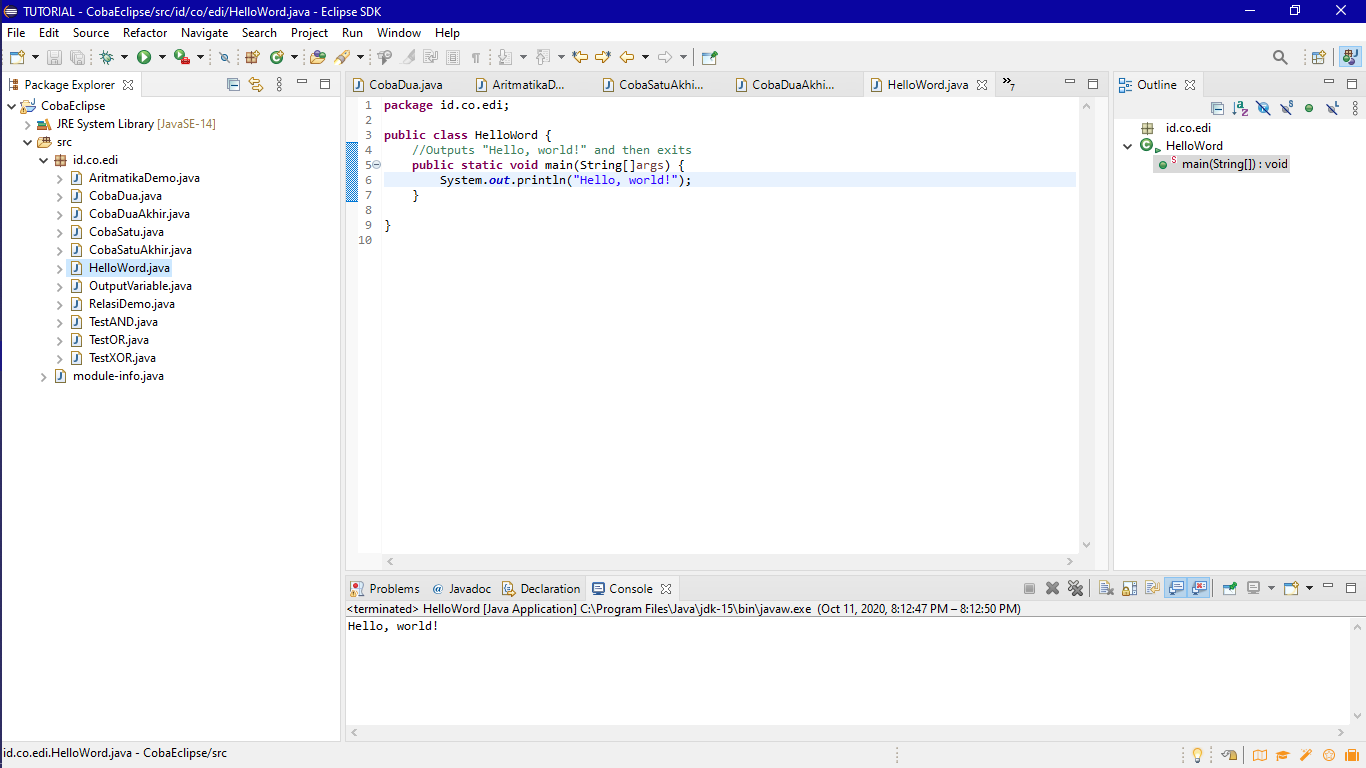 TUTORIAL - CobaEclipse/src/id/co/edi/HelloWord.java - Eclipse SDK
File Edit Source Refactor Navigate Search Project Run Window Help
Package Explorer
CobaEclipse
JRE System Library [JavaSE-14]
src
id.co.edi
AritmatikaDemo.java
CobaDua.java
CobaDuaAkhir.java
CobaSatu.java
CobaSatuAkhir.java
HelloWord.java
OutputVariable.java
RelasiDemo.java
TestAND.java
TestOR.java
TestXOR.java
module-info.java
CobaDua.java AritmatikaD... CobaSatuAkhi... CobaDuaAkhi... HelloWord.java »7
1 package id.co.edi;
2
3 public class HelloWord {
4 //Outputs "Hello, world!" and then exits
5 public static void main(String[]args) {
6 System.out.println("Hello, world!");
7 }
8
9 }
10
Outline
id.co.edi
HelloWord
main(String[]) : void
Problems @ Javadoc Declaration Console
<terminated> HelloWord [Java Application] C:\Program Files\Java\jdk-15\bin\javaw.exe (Oct 11, 2020, 8:12:47 PM – 8:12:50 PM)
Hello, world!
id.co.edi.HelloWord.java - CobaEclipse/src